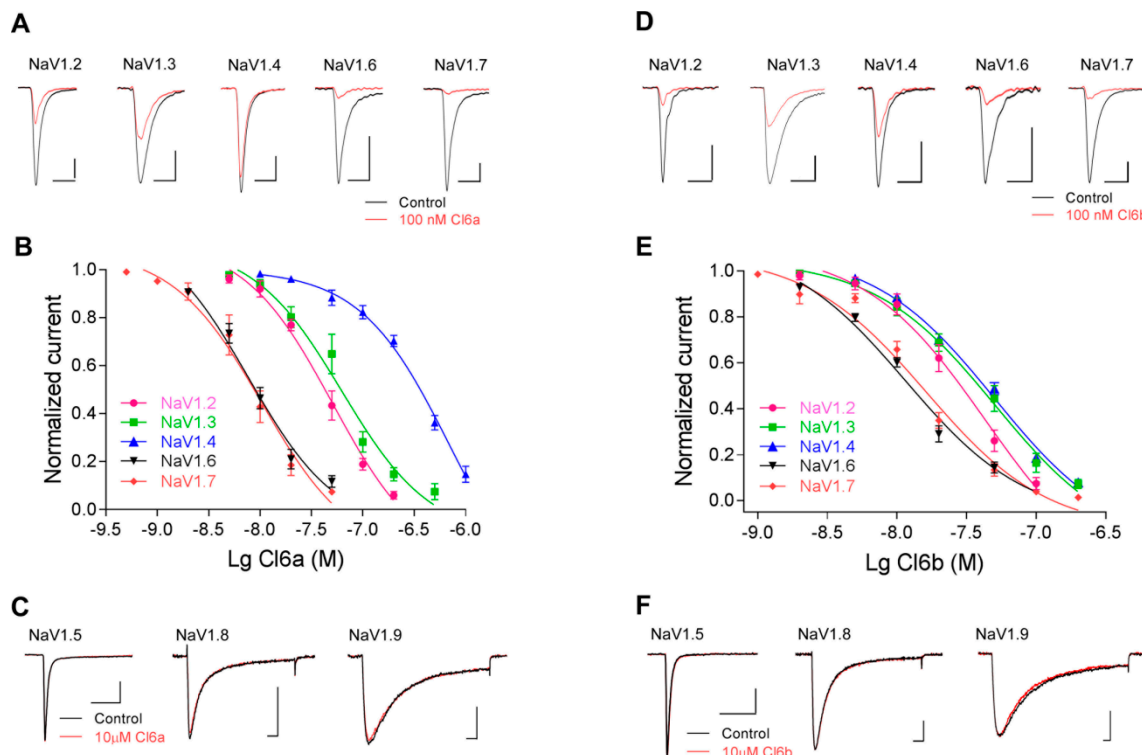 A
NaV1.2 NaV1.3 NaV1.4 NaV1.6 NaV1.7
Control
100 nM Cl6a
B
Normalized current
1.0
0.8
0.6
0.4
0.2
0.0
NaV1.2
NaV1.3
NaV1.4
NaV1.6
NaV1.7
-9.5 -9.0 -8.5 -8.0 -7.5 -7.0 -6.5 -6.0
Lg Cl6a (M)
C
NaV1.5 NaV1.8 NaV1.9
Control
10μM Cl6a
D
NaV1.2 NaV1.3 NaV1.4 NaV1.6 NaV1.7
Control
100 nM Cl6b
E
Normalized current
1.0
0.8
0.6
0.4
0.2
0.0
NaV1.2
NaV1.3
NaV1.4
NaV1.6
NaV1.7
-9.0 -8.5 -8.0 -7.5 -7.0 -6.5
Lg Cl6b (M)
F
NaV1.5 NaV1.8 NaV1.9
Control
10μM Cl6b